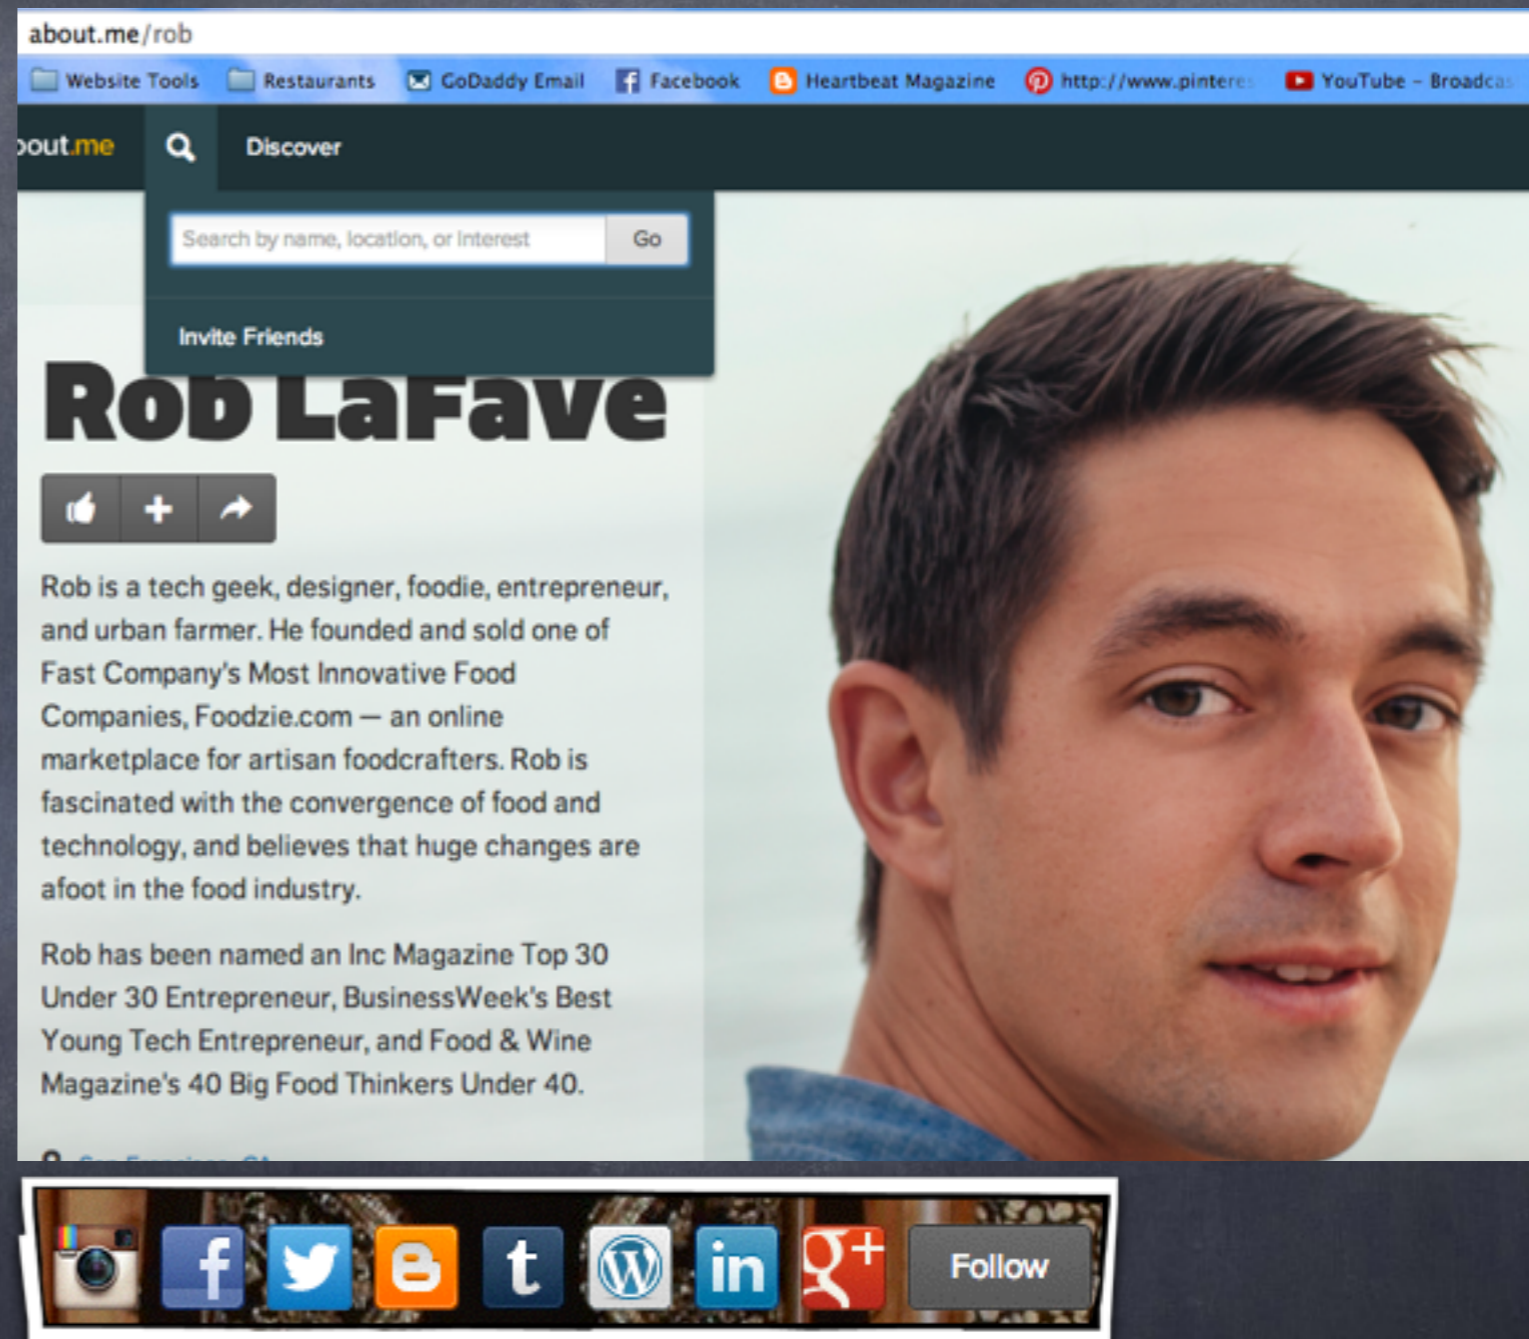 about.me/rob
Website Tools Restaurants GoDaddy Email Facebook Heartbeat Magazine http://www.pinteres YouTube - Broadcas
out.me Discover
Search by name, location, or interest Go
Invite Friends
Rob LaFave
Rob is a tech geek, designer, foodie, entrepreneur,
and urban farmer. He founded and sold one of
Fast Company's Most Innovative Food
Companies, Foodzie.com — an online
marketplace for artisan foodcrafters. Rob is
fascinated with the convergence of food and
technology, and believes that huge changes are
afoot in the food industry.
Rob has been named an Inc Magazine Top 30
Under 30 Entrepreneur, BusinessWeek's Best
Young Tech Entrepreneur, and Food & Wine
Magazine's 40 Big Food Thinkers Under 40.
San Francisco, CA
f t in g+ Follow